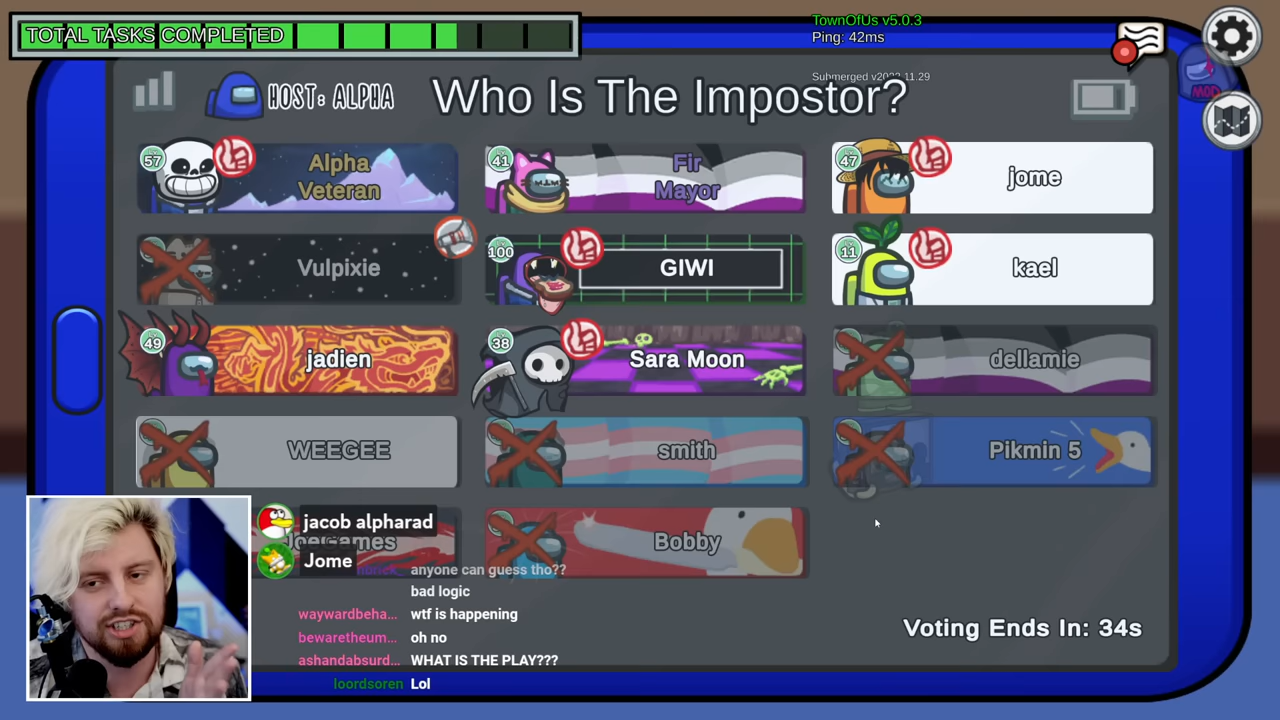 TOTAL TASKS COMPLETED
TownOfUs v5.0.3
Ping: 42ms
HOST: ALPHA
Who Is The Impostor?
MOD
57
Alpha
Veteran
41
Fir
Mayor
47
jome
Vulpixie
100
GIWI
11
kael
49
jadien
38
Sara Moon
dellamie
WEEGEE
smith
Pikmin 5
jacob alpharad
Bobby
Jome
anyone can guess tho??
bad logic
waywardbeha... wtf is happening
bewaretheum... oh no
ashandabsurd... WHAT IS THE PLAY???
loordsoren Lol
Voting Ends In: 34s